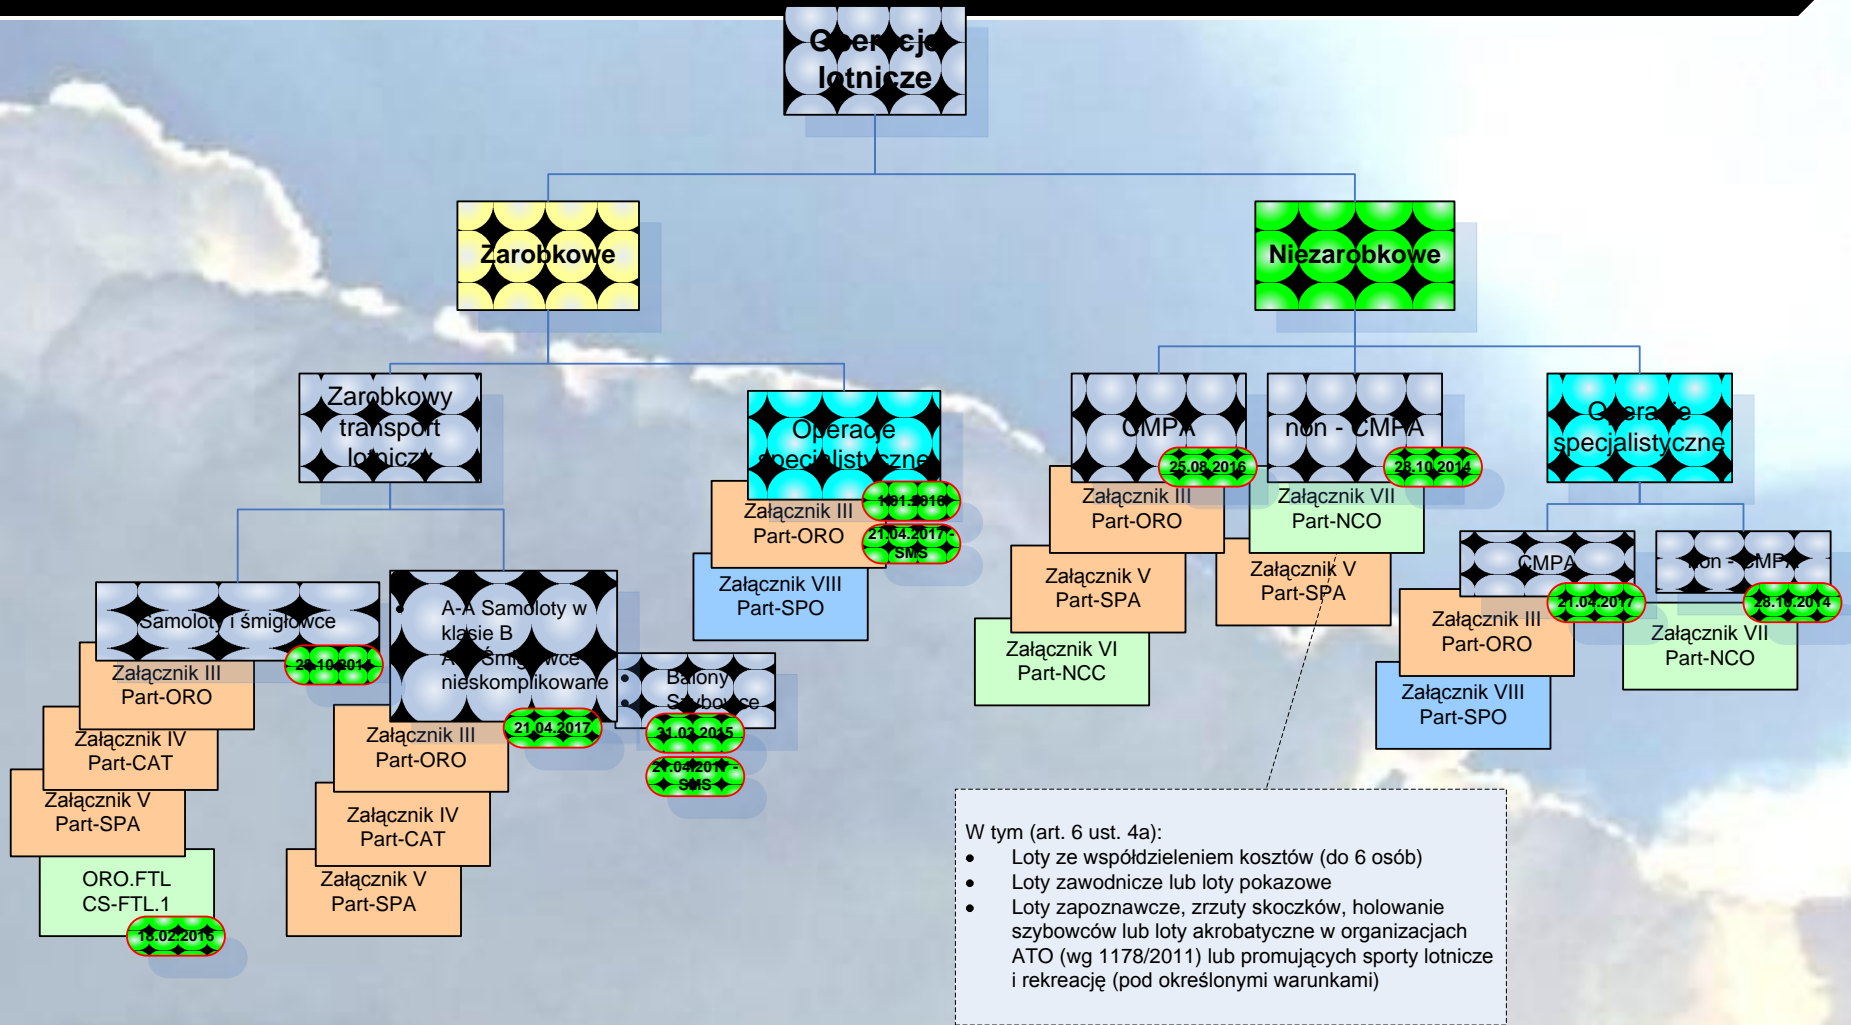 Operacje
lotnicze
Zarobkowe
Niezarobkowe
Zarobkowy
transport
lotniczy
Operacje
specjalistyczne
21.04.2017 -
SMS
Załącznik III
Part-ORO
Załącznik VIII
Part-SPO
CMPA
25.08.2016
Załącznik III
Part-ORO
Załącznik V
Part-SPA
Załącznik VI
Part-NCC
non - CMPA
28.10.2014
Załącznik VII
Part-NCO
Załącznik V
Part-SPA
Operacje
specjalistyczne
CMPA
21.04.2017
Załącznik III
Part-ORO
Załącznik VIII
Part-SPO
non - CMPA
28.10.2014
Załącznik VII
Part-NCO
Samoloty i śmigłowce
Załącznik III
Part-ORO
Załącznik IV
Part-CAT
Załącznik V
Part-SPA
ORO.FTL
CS-FTL.1
18.02.2016
• A-A Samoloty w
klasie B
Śmigłowce
nieskomplikowane
21.04.2017
Załącznik III
Part-ORO
Załącznik IV
Part-CAT
Załącznik V
Part-SPA
• Balony
• Szybowce
21.04.2017 -
SMS
W tym (art. 6 ust. 4a):
• Loty ze współdzieleniem kosztów (do 6 osób)
• Loty zawodnicze lub loty pokazowe
• Loty zapoznawcze, zrzuty skoczków, holowanie
szybowców lub loty akrobatyczne w organizacjach
ATO (wg 1178/2011) lub promujących sporty lotnicze
i rekreację (pod określonymi warunkami)